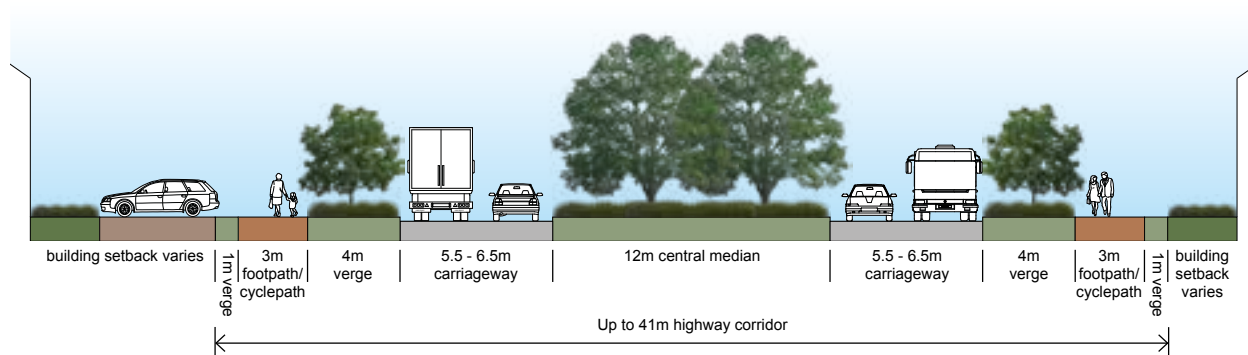 building setback varies
1m verge
3m
footpath/
cyclepath
4m
verge
5.5 - 6.5m
carriageway
12m central median
5.5 - 6.5m
carriageway
4m
verge
3m
footpath/
cyclepath
1m verge
building
setback
varies
Up to 41m highway corridor